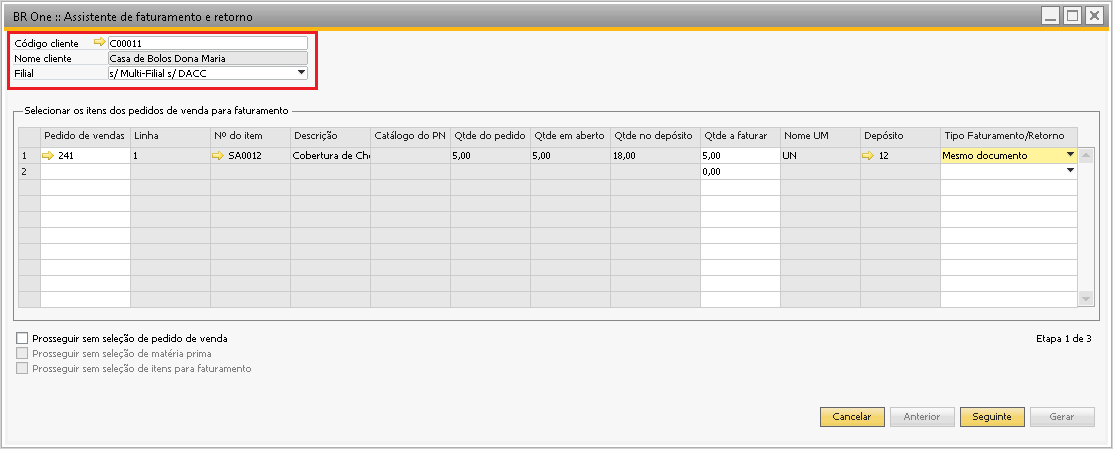 BR One :: Assistente de faturamento e retorno
Código cliente C00011
Nome cliente Casa de Bolos Dona Maria
Filial s/ Multi-Filial s/ DACC
Selecionar os itens dos pedidos de venda para faturamento
Pedido de vendas Linha Nº do item Descrição Catálogo do PN Qtde do pedido Qtde em aberto Qtde no depósito Qtde a faturar Nome UM Depósito Tipo Faturamento/Retorno
1 241 1 SA0012 Cobertura de Cho 5,00 5,00 18,00 5,00 UN 12 Mesmo documento
2 0,00
Prosseguir sem seleção de pedido de venda Etapa 1 de 3
Prosseguir sem seleção de matéria prima
Prosseguir sem seleção de itens para faturamento
Cancelar Anterior Seguinte Gerar